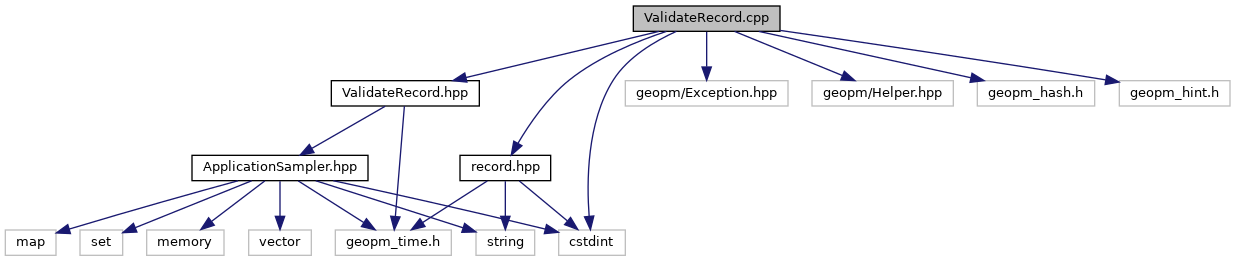 ValidateRecord.cpp
ValidateRecord.hpp
geopm/Exception.hpp
geopm/Helper.hpp
geopm_hash.h
geopm_hint.h
ApplicationSampler.hpp
record.hpp
map
set
memory
vector
geopm_time.h
string
cstdint